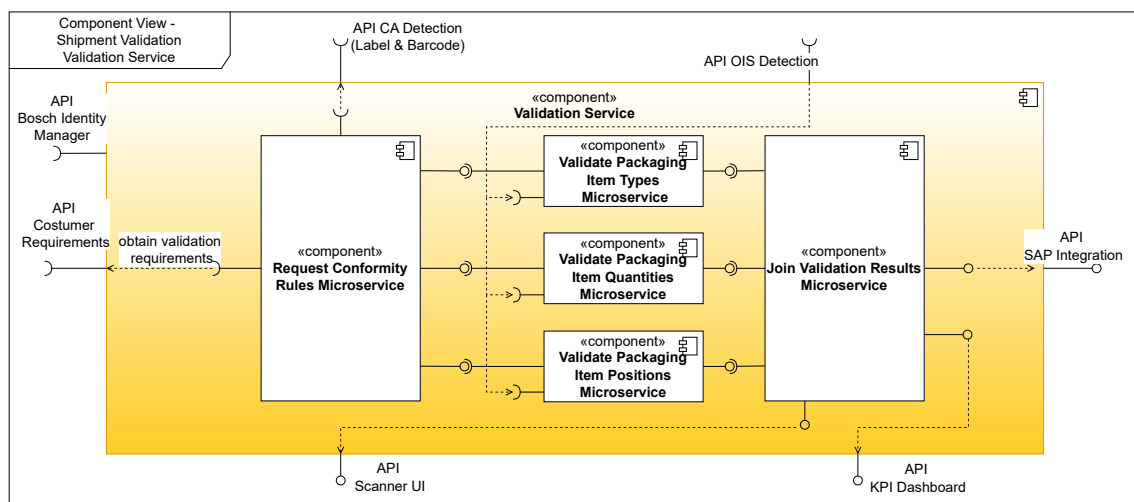 Component View -
Shipment Validation
Validation Service
API CA Detection
(Label & Barcode)
API OIS Detection
API
Bosch Identity
Manager
«component»
Validation Service
API
Costumer
Requirements
obtain validation
requirements
«component»
Request Conformity
Rules Microservice
«component»
Validate Packaging
Item Types
Microservice
«component»
Validate Packaging
Item Quantities
Microservice
«component»
Validate Packaging
Item Positions
Microservice
«component»
Join Validation Results
Microservice
API
SAP Integration
API
Scanner UI
API
KPI Dashboard